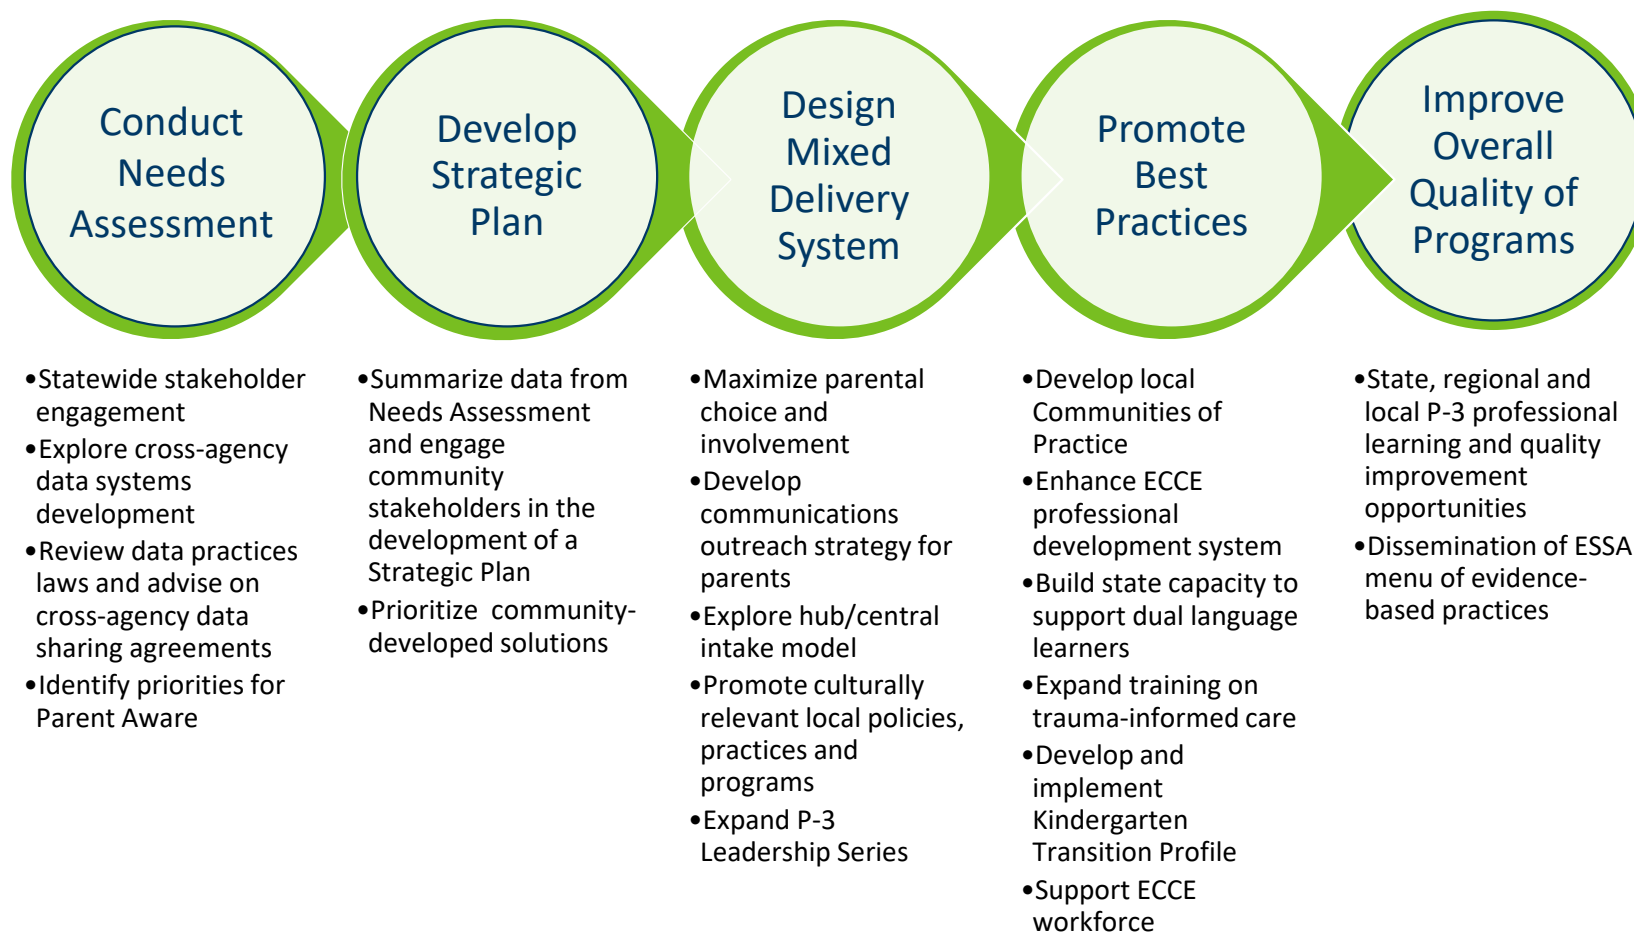 Conduct
Needs
Assessment
•Statewide stakeholder
engagement
•Explore cross-agency
data systems
development
•Review data practices
laws and advise on
cross-agency data
sharing agreements
•Identify priorities for
Parent Aware
Develop
Strategic
Plan
•Summarize data from
Needs Assessment
and engage
community
stakeholders in the
development of a
Strategic Plan
•Prioritize community-
developed solutions
Design
Mixed
Delivery
System
•Maximize parental
choice and
involvement
•Develop
communications
outreach strategy for
parents
•Explore hub/central
intake model
•Promote culturally
relevant local policies,
practices and
programs
•Expand P-3
Leadership Series
Promote
Best
Practices
•Develop local
Communities of
Practice
•Enhance ECCE
professional
development system
•Build state capacity to
support dual language
learners
•Expand training on
trauma-informed care
•Develop and
implement
Kindergarten
Transition Profile
•Support ECCE
workforce
Improve
Overall
Quality of
Programs
•State, regional and
local P-3 professional
learning and quality
improvement
opportunities
•Dissemination of ESSA
menu of evidence-
based practices